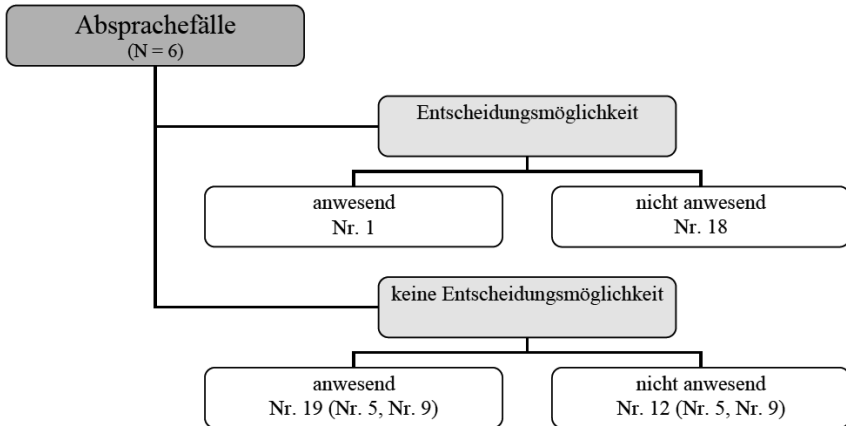 Absprachefälle
(N = 6)
Entscheidungsmöglichkeit
anwesend
Nr. 1
nicht anwesend
Nr. 18
keine Entscheidungsmöglichkeit
anwesend
Nr. 19 (Nr. 5, Nr. 9)
nicht anwesend
Nr. 12 (Nr. 5, Nr. 9)